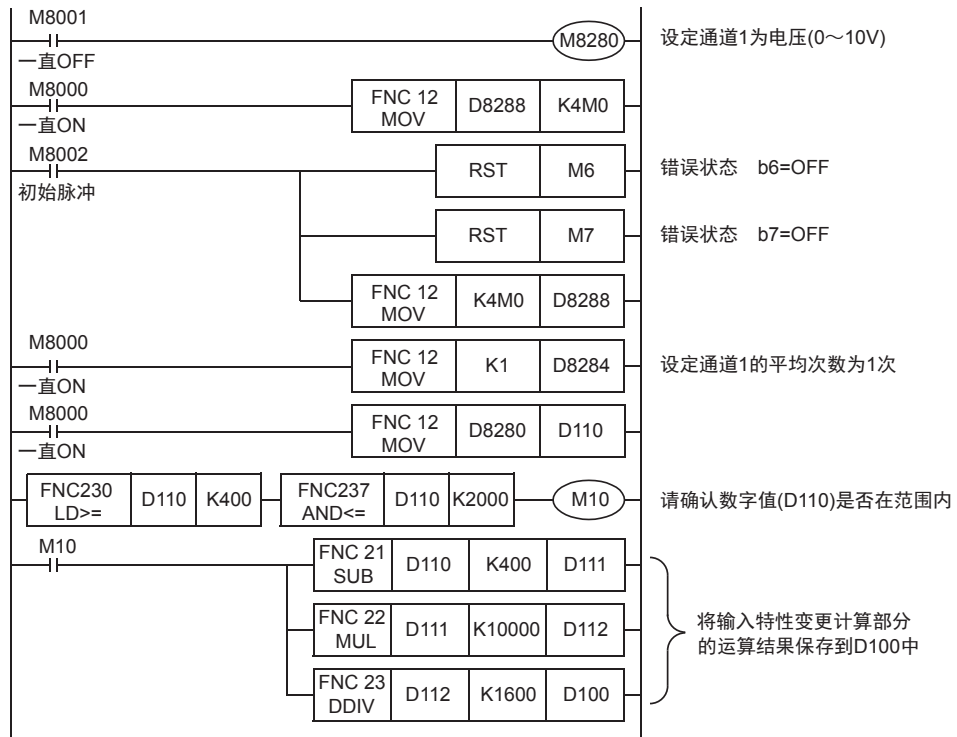 M8001
一直OFF
M8280
设定通道1为电压(0～10V)
M8000
一直ON
FNC 12
MOV
D8288
K4M0
M8002
初始脉冲
RST
M6
错误状态 b6=OFF
RST
M7
错误状态 b7=OFF
FNC 12
MOV
K4M0
D8288
M8000
一直ON
FNC 12
MOV
K1
D8284
设定通道1的平均次数为1次
M8000
一直ON
FNC 12
MOV
D8280
D110
FNC230
LD>=
D110
K400
FNC237
AND<=
D110
K2000
M10
请确认数字值(D110)是否在范围内
M10
FNC 21
SUB
D110
K400
D111
FNC 22
MUL
D111
K10000
D112
FNC 23
DDIV
D112
K1600
D100
将输入特性变更计算部分
的运算结果保存到D100中